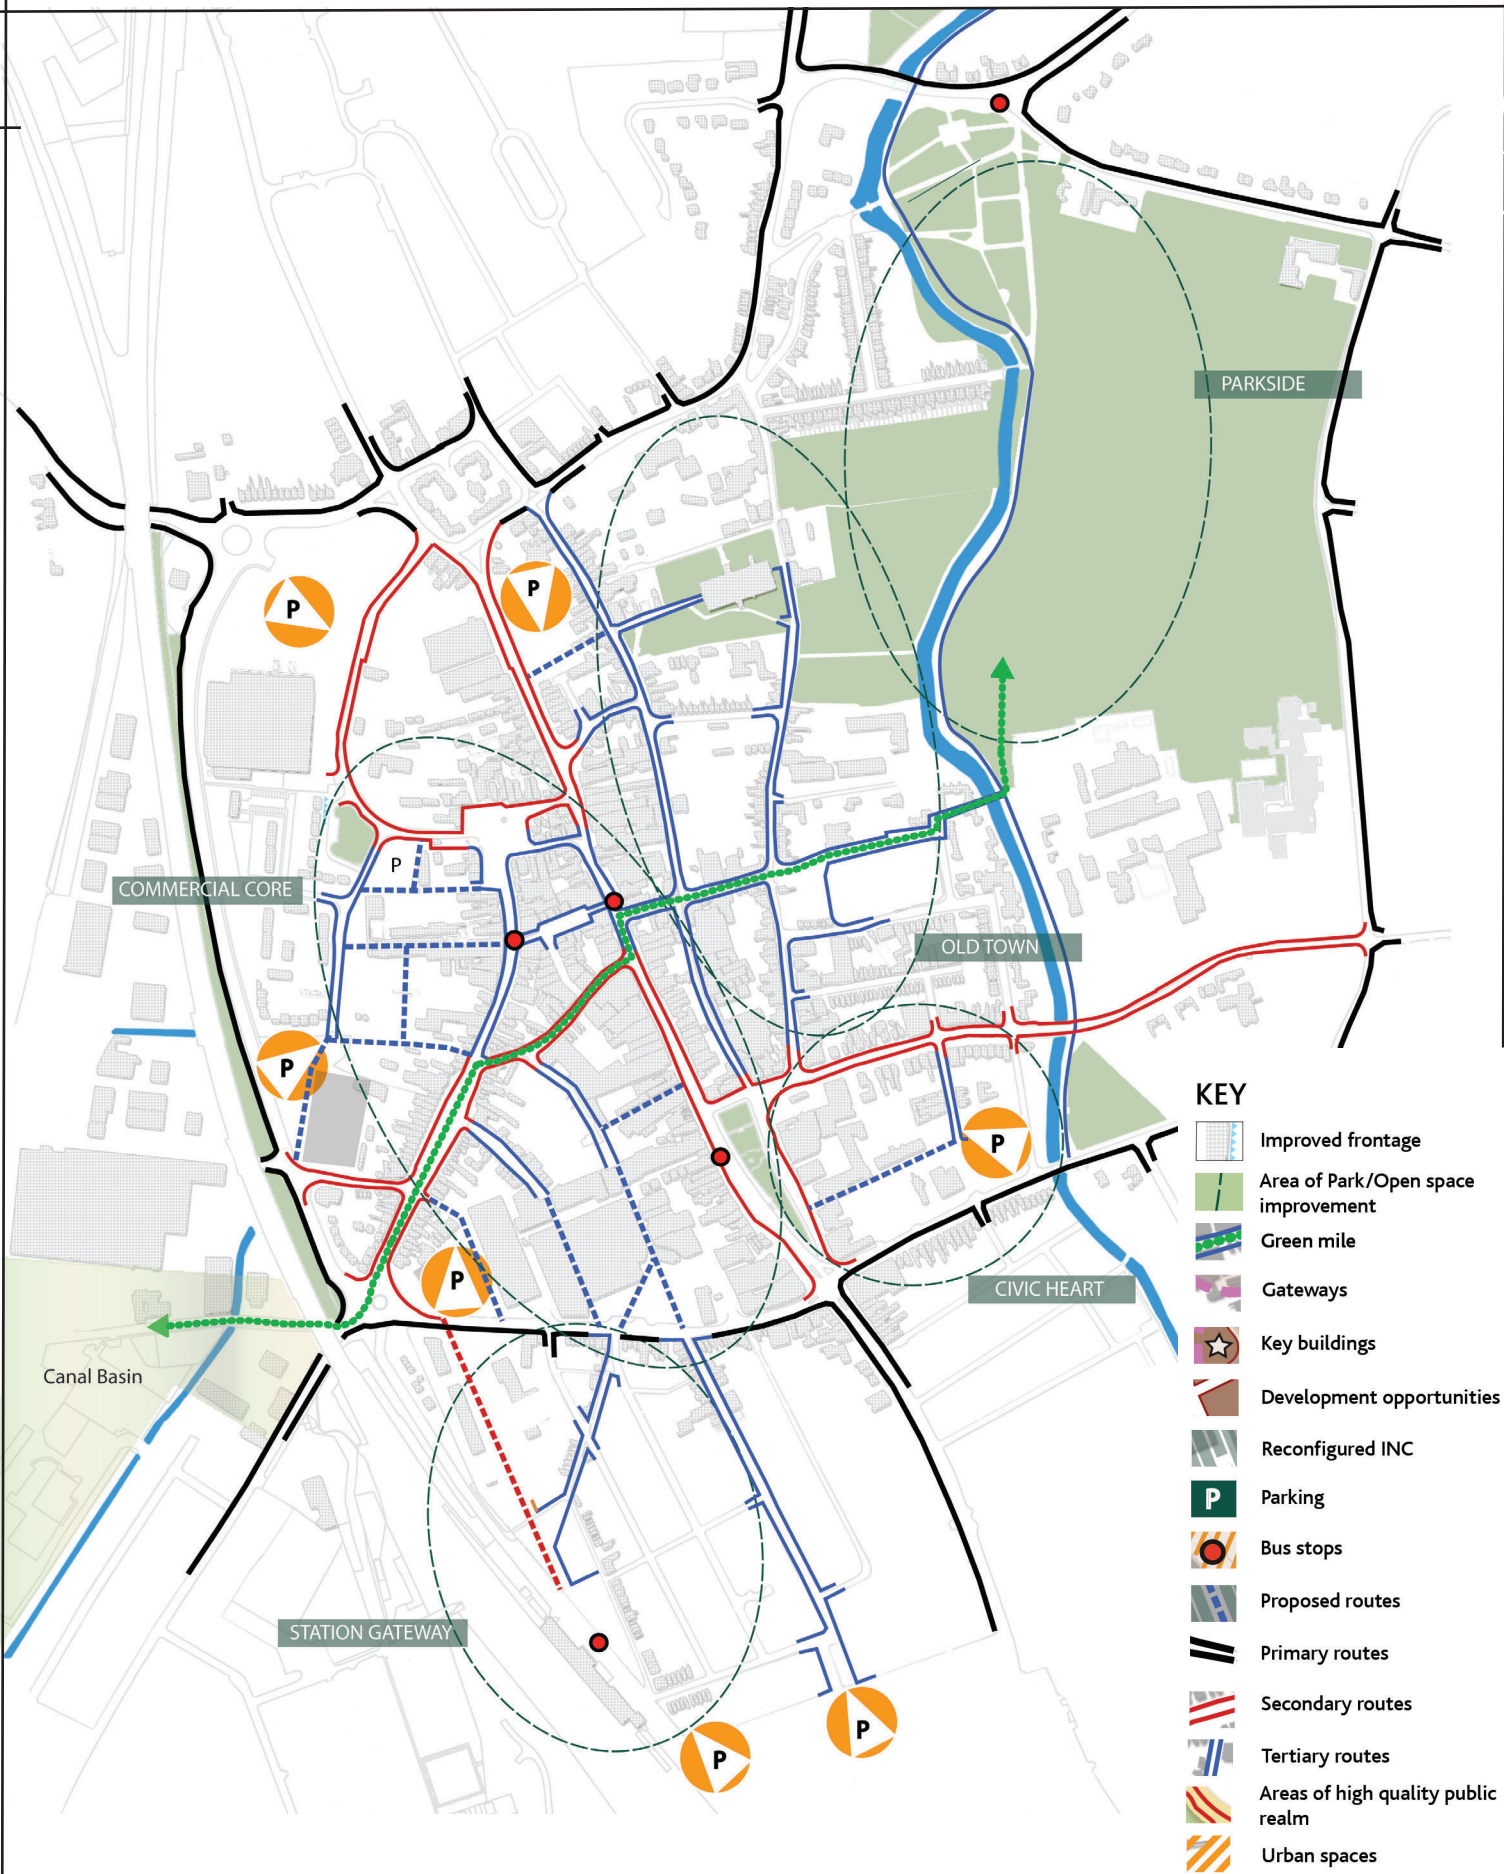 P
P
PARKSIDE
P
COMMERCIAL CORE
OLD TOWN
P
P
CIVIC HEART
P
Canal Basin
STATION GATEWAY
P
P
KEY
Improved frontage
Area of Park/Open space
improvement
Green mile
Gateways
Key buildings
Development opportunities
Reconfigured INC
P
Parking
Bus stops
Proposed routes
Primary routes
Secondary routes
Tertiary routes
Areas of high quality public
realm
Urban spaces